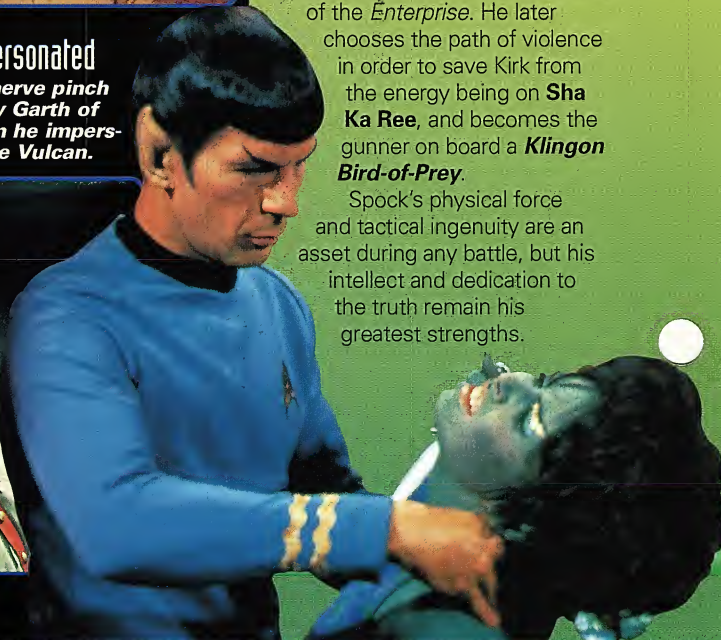 ersonated
nerve pinch
y Garth of
n he impers-
e Vulcan.
of the Enterprise. He later
chooses the path of violence
in order to save Kirk from
the energy being on Sha
Ka Ree, and becomes the
gunner on board a Klingon
Bird-of-Prey.
Spock's physical force
and tactical ingenuity are an
asset during any battle, but his
intellect and dedication to
the truth remain his
greatest strengths.